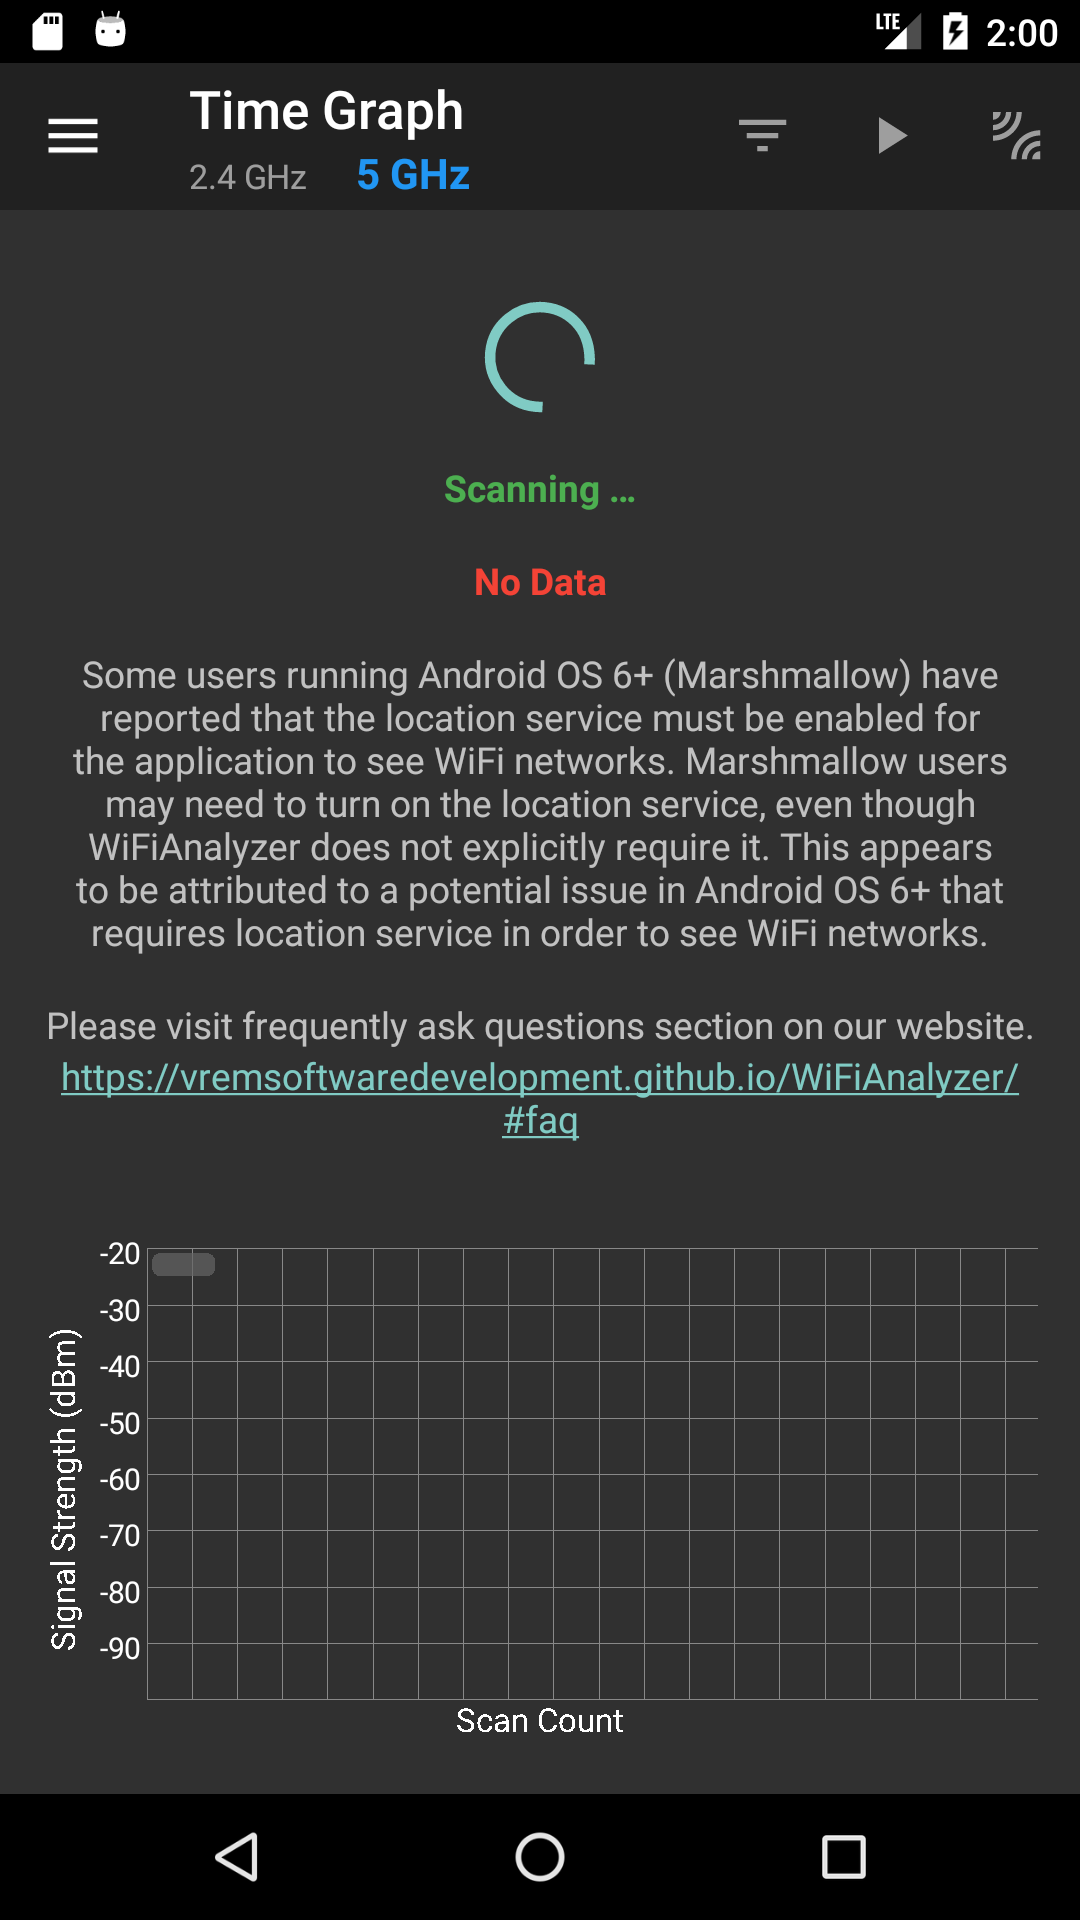 LTE 2:00
Time Graph
2.4 GHz 5 GHz
Scanning ...
No Data
Some users running Android OS 6+ (Marshmallow) have
reported that the location service must be enabled for
the application to see WiFi networks. Marshmallow users
may need to turn on the location service, even though
WiFiAnalyzer does not explicitly require it. This appears
to be attributed to a potential issue in Android OS 6+ that
requires location service in order to see WiFi networks.
Please visit frequently ask questions section on our website.
https://vremsoftwaredevelopment.github.io/WiFiAnalyzer/
#faq
-20
-30
-40
-50
-60
-70
-80
-90
Signal Strength (dBm)
Scan Count